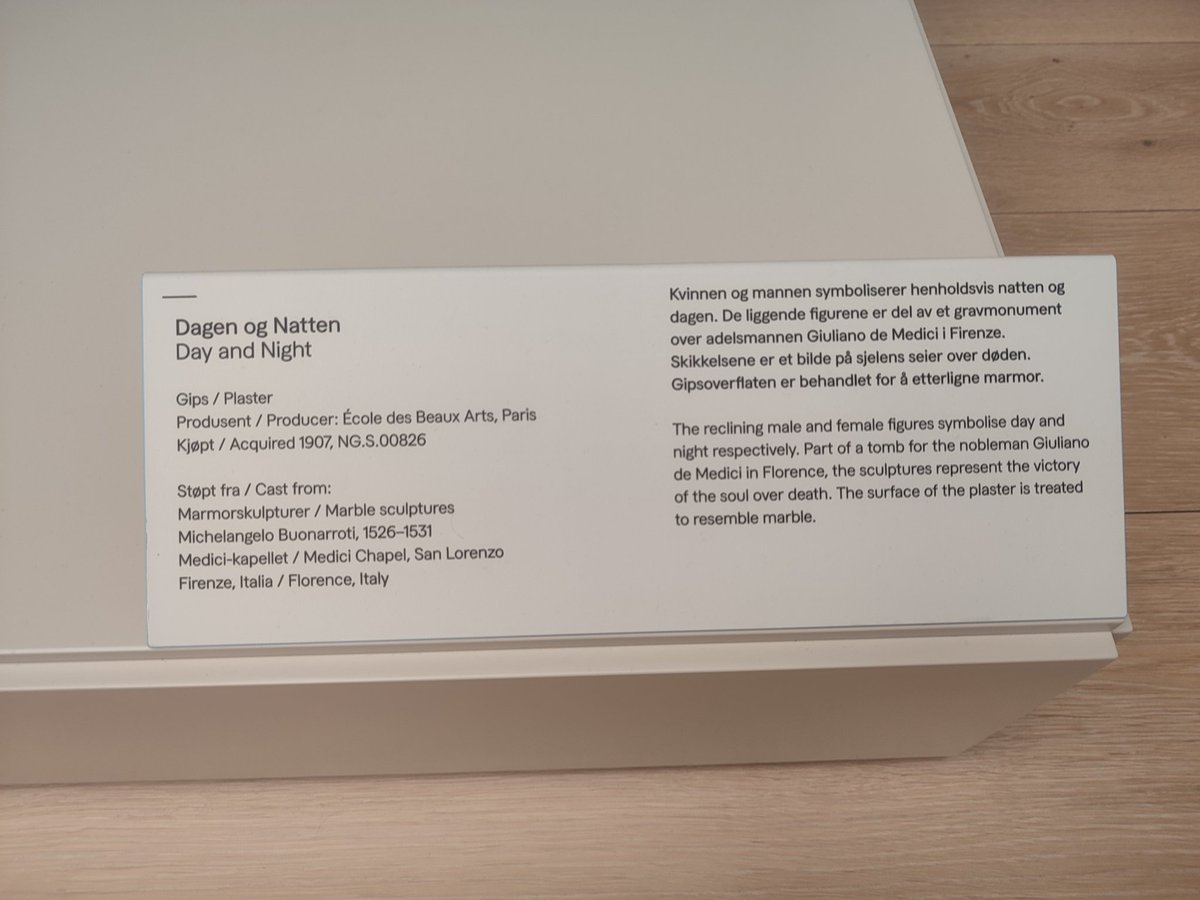 Dagen og Natten
Day and Night
Gips / Plaster
Produsent / Producer: École des Beaux Arts, Paris
Kjøpt / Acquired 1907, NG.S.00826
Støpt fra / Cast from:
Marmorskulpturer / Marble sculptures
Michelangelo Buonarroti, 1526–1531
Medici-kapellet / Medici Chapel, San Lorenzo
Firenze, Italia / Florence, Italy
Kvinnen og mannen symboliserer henholdsvis natten og
dagen. De liggende figurene er del av et gravmonument
over adelsmannen Giuliano de Medici i Firenze.
Skikkelsene er et bilde på sjelens seier over døden.
Gipsoverflaten er behandlet for å etterligne marmor.
The reclining male and female figures symbolise day and
night respectively. Part of a tomb for the nobleman Giuliano
de Medici in Florence, the sculptures represent the victory
of the soul over death. The surface of the plaster is treated
to resemble marble.